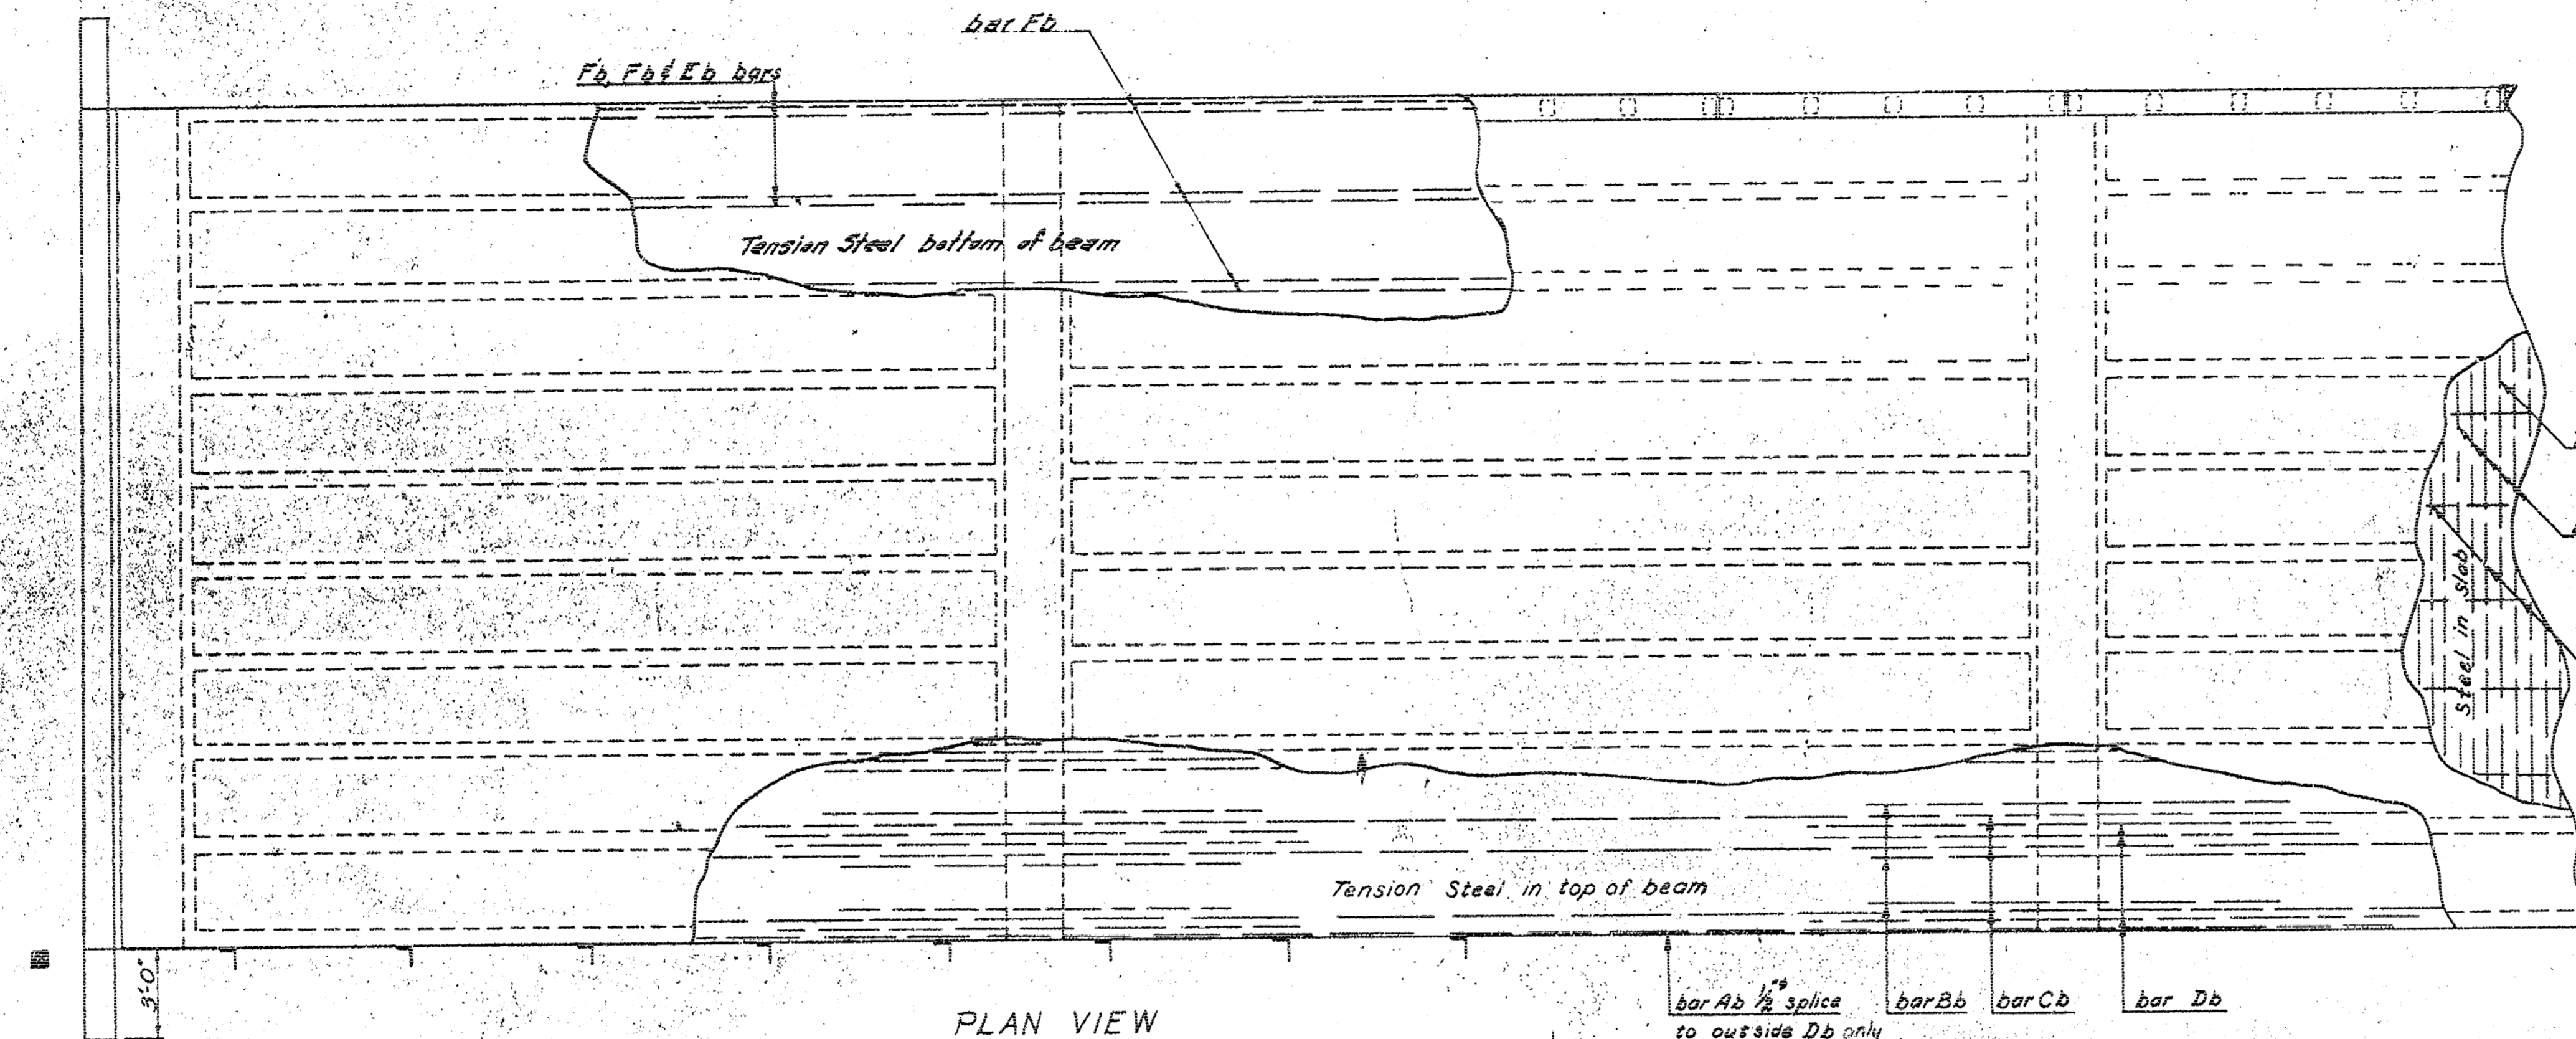 bar Fb
F'b, Fb & Eb bars
Tension Steel bottom of beam
Steel in slab
Tension Steel in top of beam
3'-0"
PLAN VIEW
bar Ab ½"ϕ splice
to outside Db only
bar Bb
bar Cb
bar Db